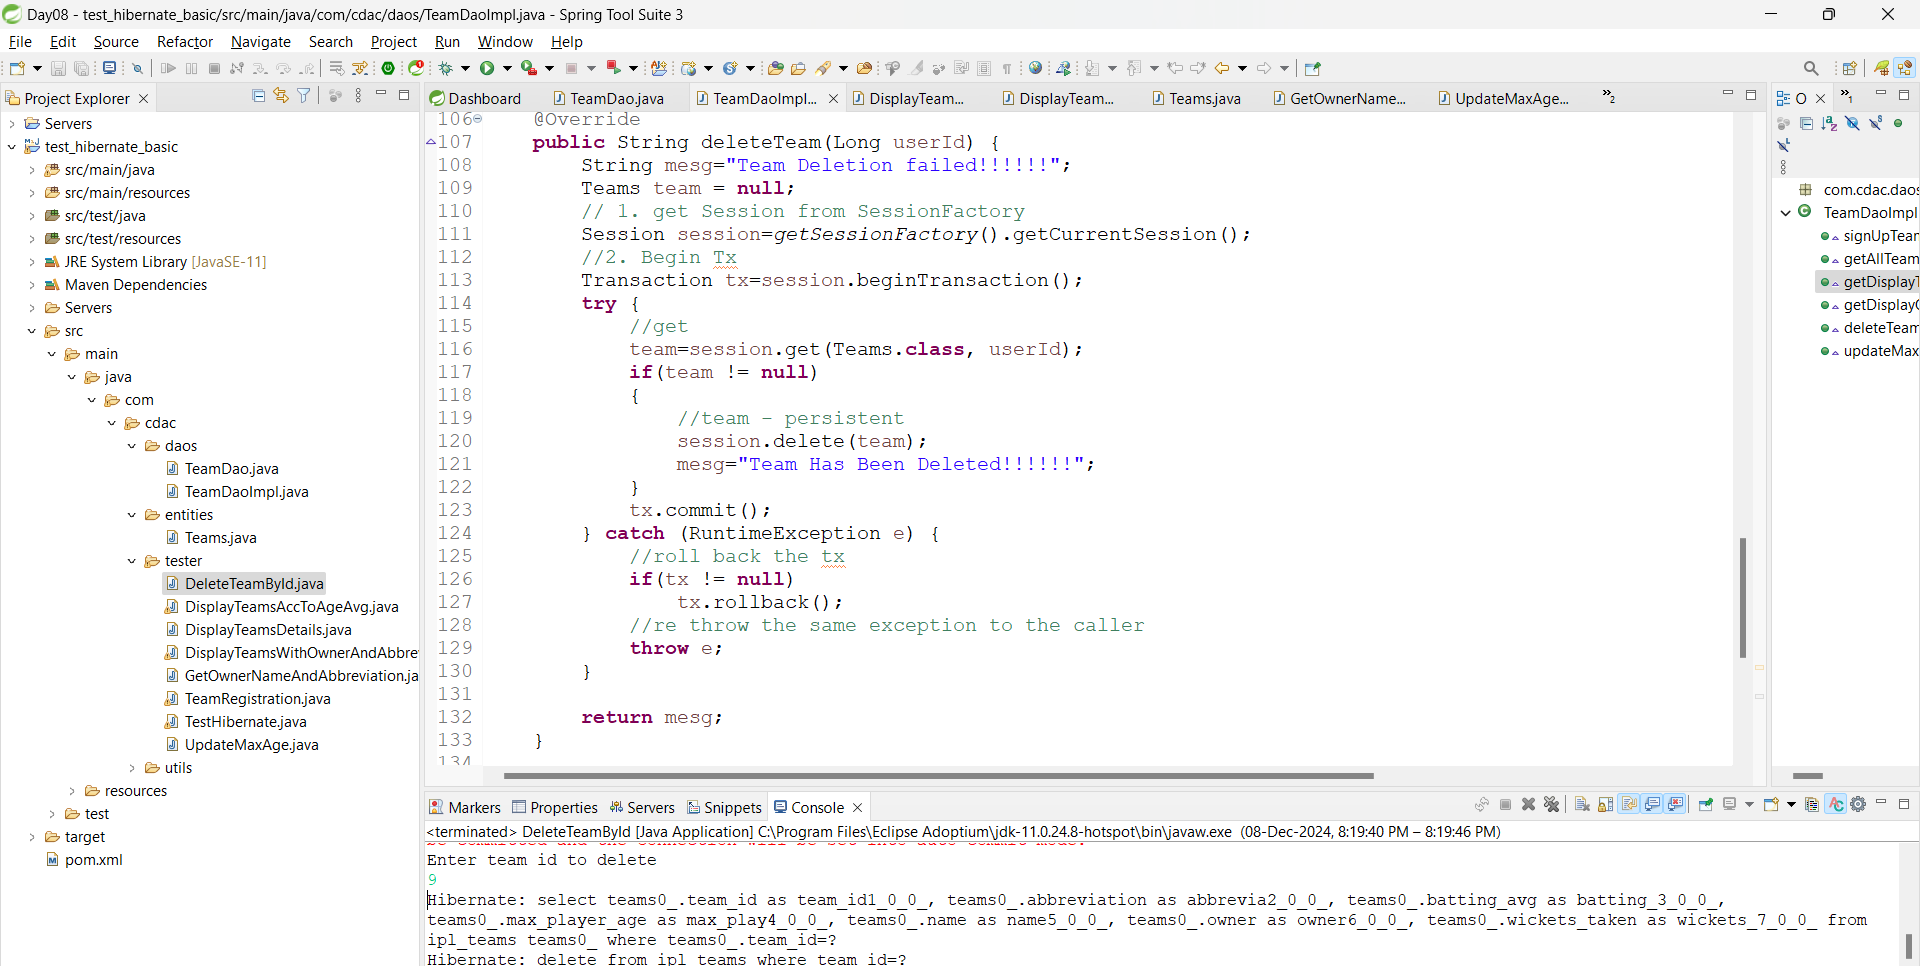 Day08 - test_hibernate_basic/src/main/java/com/cdac/daos/TeamDaoImpl.java - Spring Tool Suite 3
File Edit Source Refactor Navigate Search Project Run Window Help
Project Explorer
Servers
test_hibernate_basic
src/main/java
src/main/resources
src/test/java
src/test/resources
JRE System Library [JavaSE-11]
Maven Dependencies
Servers
src
main
java
com
cdac
daos
TeamDao.java
TeamDaoImpl.java
entities
Teams.java
tester
DeleteTeamById.java
DisplayTeamsAccToAgeAvg.java
DisplayTeamsDetails.java
DisplayTeamsWithOwnerAndAbbre
GetOwnerNameAndAbbreviation.ja
TeamRegistration.java
TestHibernate.java
UpdateMaxAge.java
utils
resources
test
target
pom.xml
Dashboard TeamDao.java TeamDaoImpl... DisplayTeam... DisplayTeam... Teams.java GetOwnerName... UpdateMaxAge... »2
106 @Override
107 public String deleteTeam(Long userId) {
108 String mesg="Team Deletion failed!!!!!!";
109 Teams team = null;
110 // 1. get Session from SessionFactory
111 Session session=getSessionFactory().getCurrentSession();
112 //2. Begin Tx
113 Transaction tx=session.beginTransaction();
114 try {
115 //get
116 team=session.get(Teams.class, userId);
117 if(team != null)
118 {
119 //team - persistent
120 session.delete(team);
121 mesg="Team Has Been Deleted!!!!!!";
122 }
123 tx.commit();
124 } catch (RuntimeException e) {
125 //roll back the tx
126 if(tx != null)
127 tx.rollback();
128 //re throw the same exception to the caller
129 throw e;
130 }
131
132 return mesg;
133 }
134
O »1
com.cdac.daos
TeamDaoImpl
signUpTear
getAllTeam
getDisplayT
getDisplayC
deleteTeam
updateMax
Markers Properties Servers Snippets Console
<terminated> DeleteTeamById [Java Application] C:\Program Files\Eclipse Adoptium\jdk-11.0.24.8-hotspot\bin\javaw.exe (08-Dec-2024, 8:19:40 PM – 8:19:46 PM)
Enter team id to delete
9
Hibernate: select teams0_.team_id as team_id1_0_0_, teams0_.abbreviation as abbrevia2_0_0_, teams0_.batting_avg as batting_3_0_0_,
teams0_.max_player_age as max_play4_0_0_, teams0_.name as name5_0_0_, teams0_.owner as owner6_0_0_, teams0_.wickets_taken as wickets_7_0_0_ from
ipl_teams teams0_ where teams0_.team_id=?
Hibernate: delete from ipl_teams where team_id=?